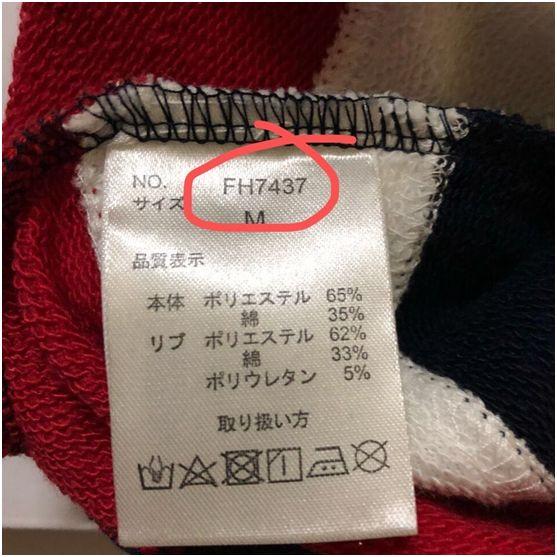 NO. FH7437
サイズ M
品質表示
本体 ポリエステル 65%
綿 35%
リブ ポリエステル 62%
綿 33%
ポリウレタン 5%
取り扱い方